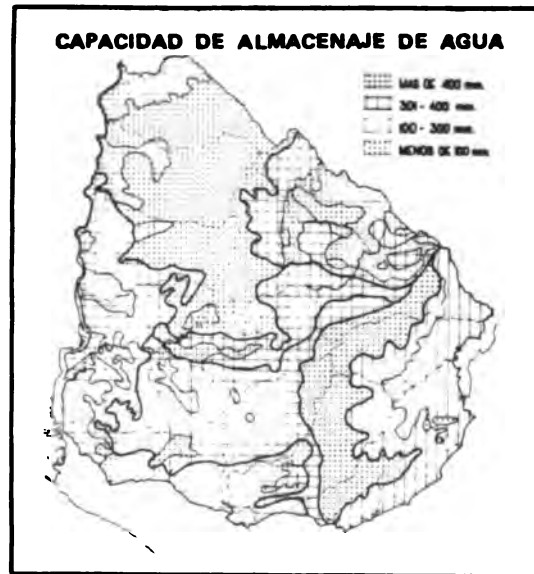 CAPACIDAD DE ALMACENAJE DE AGUA
MAS DE 400 mm.
301 - 400 mm.
100 - 300 mm.
MENOS DE 100 mm.